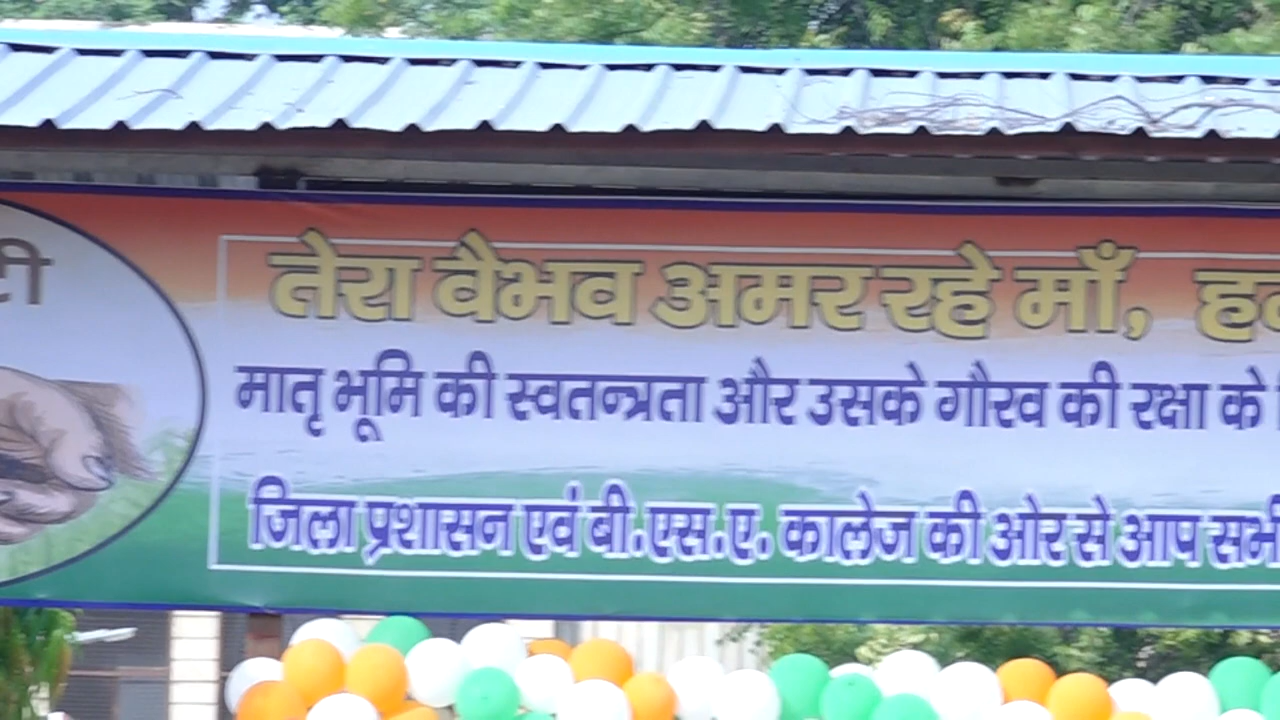 तेरा वैभव अमर रहे माँ,
मातृ भूमि की स्वतन्त्रता और उसके गौरव की रक्षा के
जिला प्रशासन एवं बी.एस.ए. कालेज की ओर से आप सभी